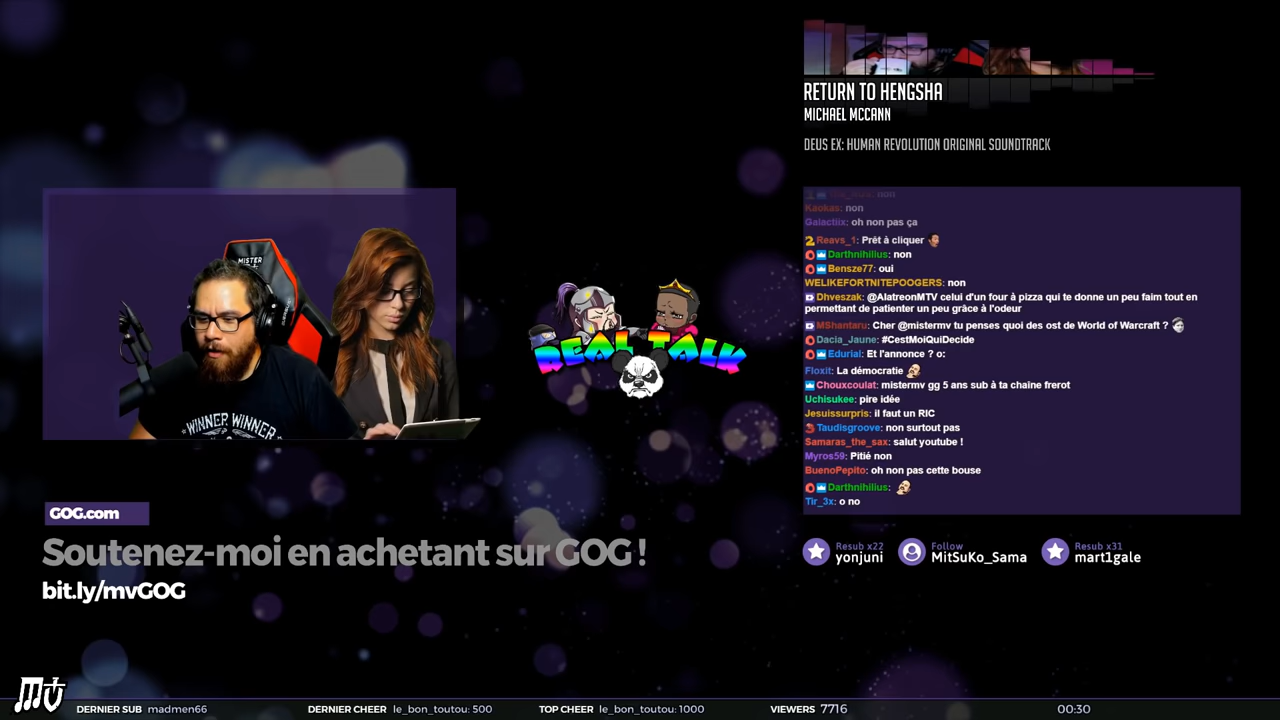 RETURN TO HENGSHA
MICHAEL MCCANN
DEUS EX: HUMAN REVOLUTION ORIGINAL SOUNDTRACK
MISTER
WINNER WINNER
REAL TALK
non
Kaokas: non
Galactiix: oh non pas ça
Reavs_1: Prêt à cliquer
Darthnihilius: non
Bensze77: oui
WELIKEFORTNITEPOOGERS: non
Dhveszak: @AlatreonMTV celui d'un four à pizza qui te donne un peu faim tout en
permettant de patienter un peu grâce à l'odeur
MShantaru: Cher @mistermv tu penses quoi des ost de World of Warcraft ?
Dacia_Jaune: #CestMoiQuiDecide
Edurial: Et l'annonce ? o:
Floxit: La démocratie
Chouxcoulat: mistermv gg 5 ans sub à ta chaine frerot
Uchisukee: pire idée
Jesuissurpris: il faut un RIC
Taudisgroove: non surtout pas
Samaras_the_sax: salut youtube !
Myros59: Pitié non
BuenoPepito: oh non pas cette bouse
Darthnihilius:
Tir_3x: o no
GOG.com
Soutenez-moi en achetant sur GOG !
bit.ly/mvGOG
Resub x22
yonjuni
Follow
MitSuKo_Sama
Resub x31
mart1gale
MV
DERNIER SUB madmen66
DERNIER CHEER le_bon_toutou: 500
TOP CHEER le_bon_toutou: 1000
VIEWERS 7716
00:30